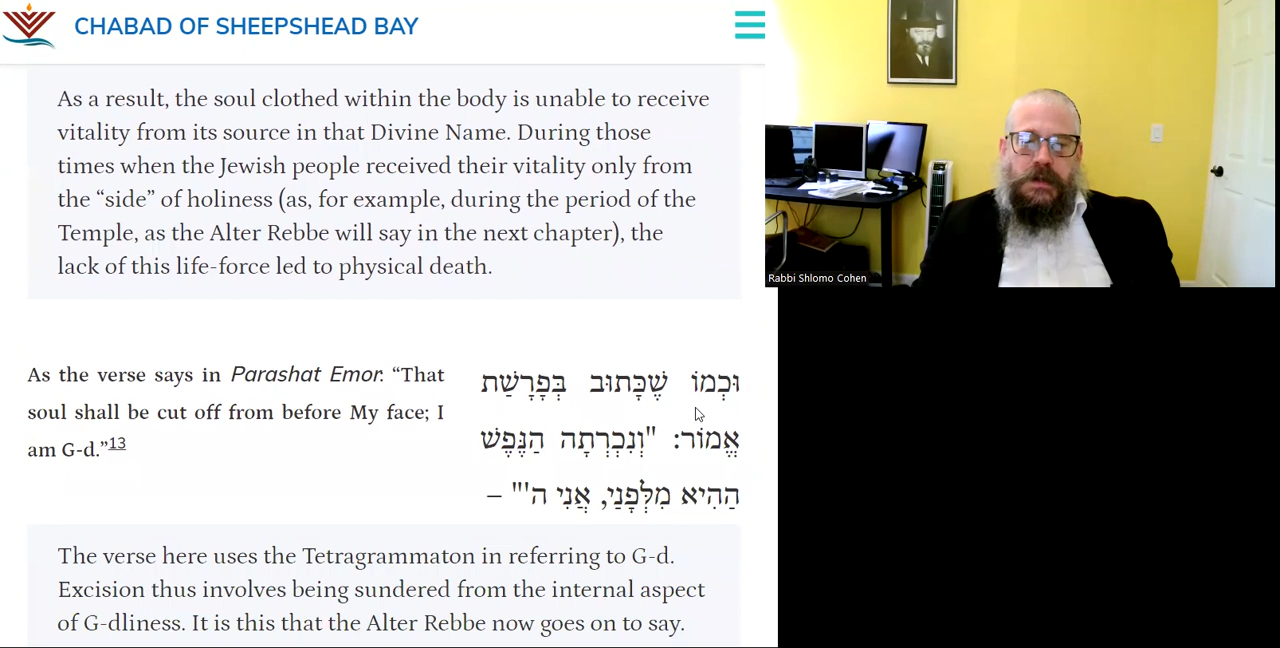 CHABAD OF SHEEPSHEAD BAY
As a result, the soul clothed within the body is unable to receive
vitality from its source in that Divine Name. During those
times when the Jewish people received their vitality only from
the “side” of holiness (as, for example, during the period of the
Temple, as the Alter Rebbe will say in the next chapter), the
lack of this life-force led to physical death.
As the verse says in Parashat Emor: “That
soul shall be cut off from before My face; I
am G-d.”13
וּכְמוֹ שֶׁכָּתוּב בְּפָרָשַׁת
אֱמוֹר: "וְנִכְרְתָה הַנֶּפֶשׁ
הַהִיא מִלְּפָנַי, אֲנִי ה'" –
The verse here uses the Tetragrammaton in referring to G-d.
Excision thus involves being sundered from the internal aspect
of G-dliness. It is this that the Alter Rebbe now goes on to say.
Rabbi Shlomo Cohen